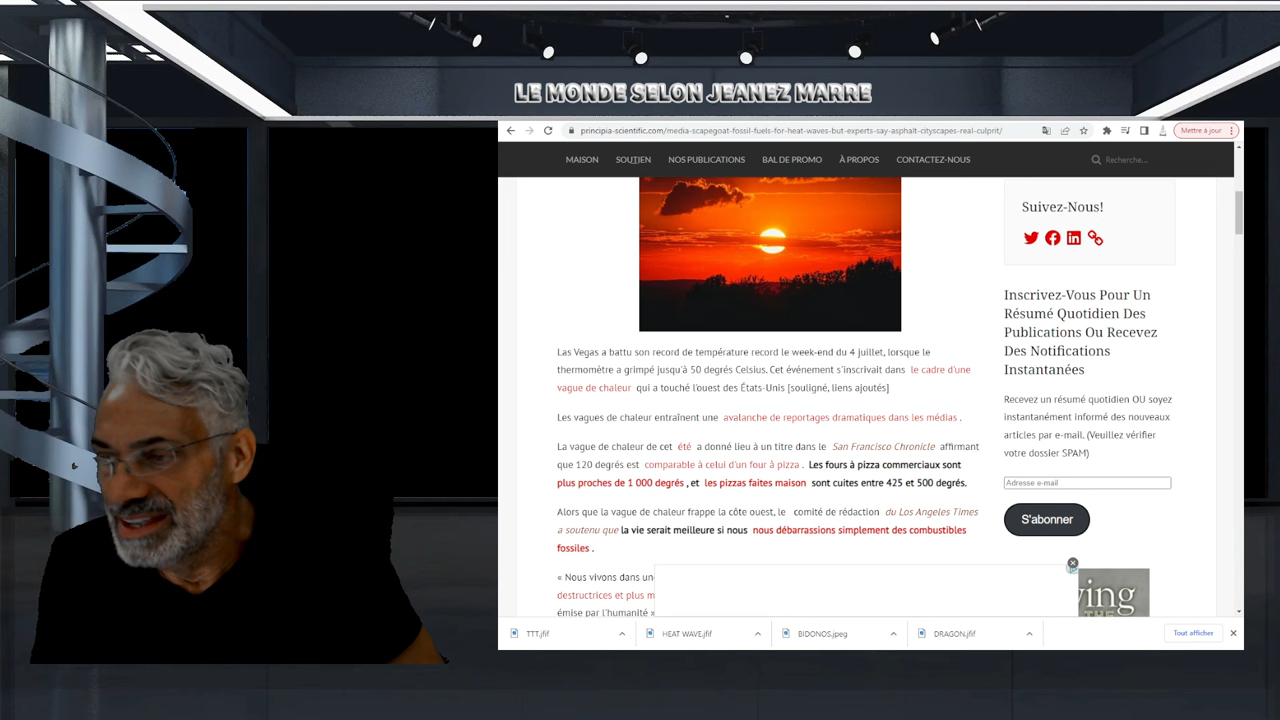 LE MONDE SELON JEANEZ MARRE
principia-scientific.com/media-scapegoat-fossil-fuels-for-heat-waves-but-experts-say-asphalt-cityscapes-real-culprit/
Mettre à jour
MAISON SOUTIEN NOS PUBLICATIONS BAL DE PROMO À PROPOS CONTACTEZ-NOUS Recherche...
Las Vegas a battu son record de température record le week-end du 4 juillet, lorsque le
thermomètre a grimpé jusqu'à 50 degrés Celsius. Cet événement s'inscrivait dans le cadre d'une
vague de chaleur qui a touché l'ouest des États-Unis [souligné, liens ajoutés]
Les vagues de chaleur entraînent une avalanche de reportages dramatiques dans les médias .
La vague de chaleur de cet été a donné lieu à un titre dans le San Francisco Chronicle affirmant
que 120 degrés est comparable à celui d'un four à pizza . Les fours à pizza commerciaux sont
plus proches de 1 000 degrés , et les pizzas faites maison sont cuites entre 425 et 500 degrés.
Alors que la vague de chaleur frappe la côte ouest, le comité de rédaction du Los Angeles Times
a soutenu que la vie serait meilleure si nous nous débarrassions simplement des combustibles
fossiles .
« Nous vivons dans un
destructrices et plus m
émise par l'humanité »
Suivez-Nous!
Inscrivez-Vous Pour Un
Résumé Quotidien Des
Publications Ou Recevez
Des Notifications
Instantanées
Recevez un résumé quotidien OU soyez
instantanément informé des nouveaux
articles par e-mail. (Veuillez vérifier
votre dossier SPAM)
Adresse e-mail
S'abonner
ying
THE
TTT.jfif HEAT WAVE.jfif BIDONOS.jpeg DRAGON.jfif Tout afficher